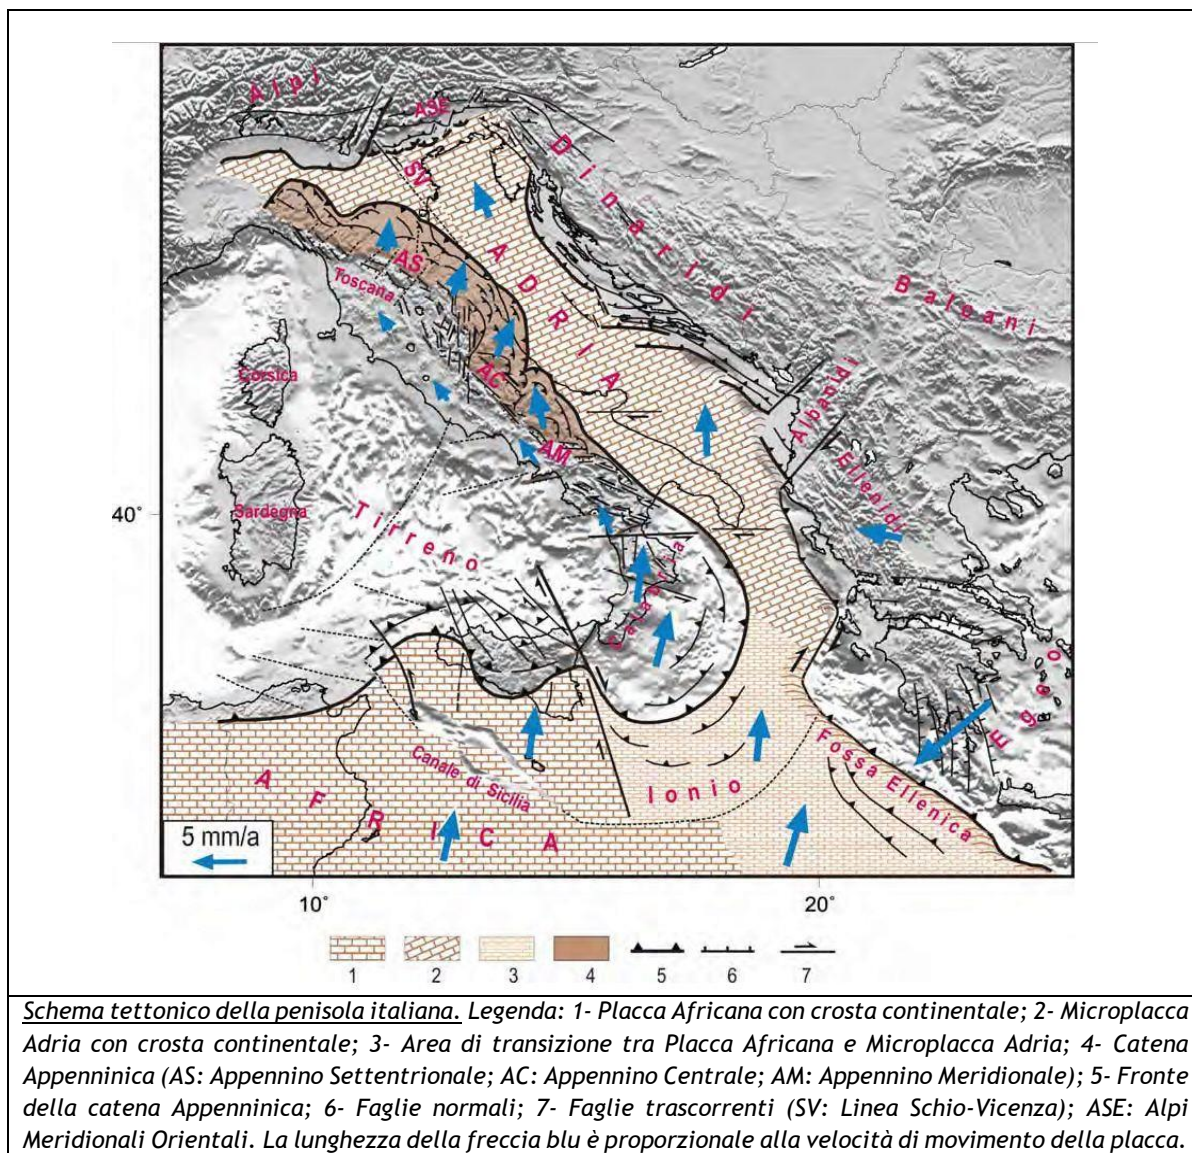 Alpi
ASE
Dinaridi
SV
ADRIA
AS
Toscana
Balcani
Corsica
AC
Albanidi
AM
Ellenidi
40°
Sardegna
Tirreno
Calabria
Egeo
Fossa Ellenica
Canale di Sicilia
Ionio
AFRICA
5 mm/a
10°
20°
1 2 3 4 5 6 7
Schema tettonico della penisola italiana. Legenda: 1- Placca Africana con crosta continentale; 2- Microplacca
Adria con crosta continentale; 3- Area di transizione tra Placca Africana e Microplacca Adria; 4- Catena
Appenninica (AS: Appennino Settentrionale; AC: Appennino Centrale; AM: Appennino Meridionale); 5- Fronte
della catena Appenninica; 6- Faglie normali; 7- Faglie trascorrenti (SV: Linea Schio-Vicenza); ASE: Alpi
Meridionali Orientali. La lunghezza della freccia blu è proporzionale alla velocità di movimento della placca.